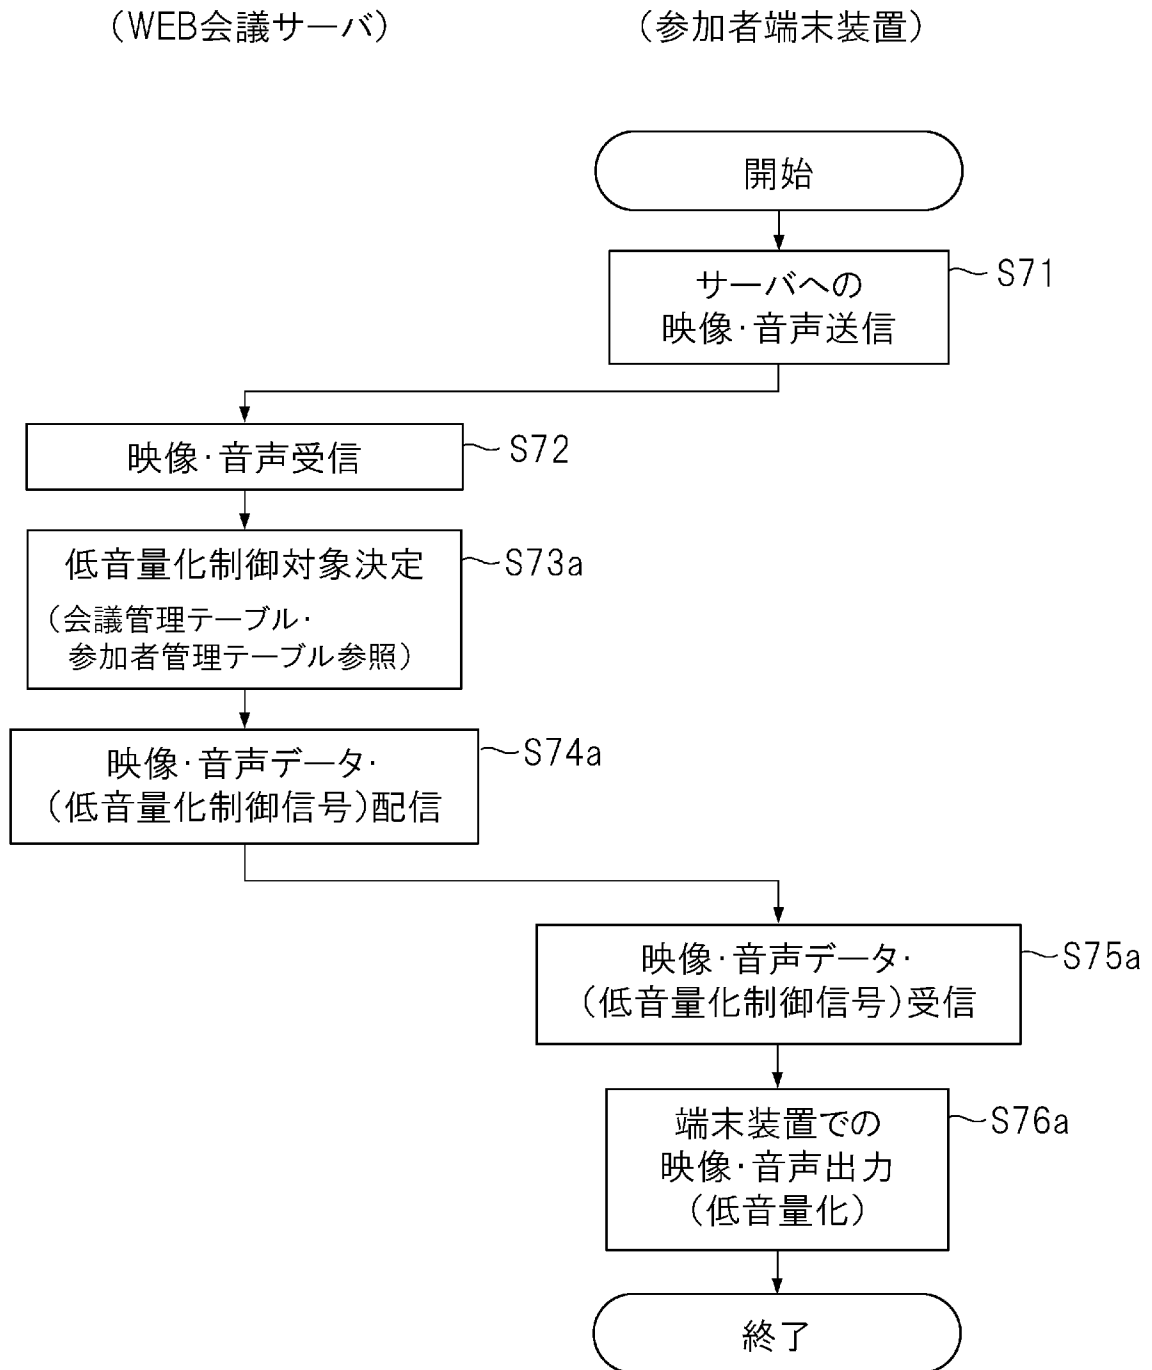 （WEB会議サーバ）
（参加者端末装置）
開始
サーバへの
映像・音声送信
S71
映像・音声受信
S72
低音量化制御対象決定
（会議管理テーブル・
参加者管理テーブル参照）
S73a
映像・音声データ・
（低音量化制御信号）配信
S74a
映像・音声データ・
（低音量化制御信号）受信
S75a
端末装置での
映像・音声出力
（低音量化）
S76a
終了